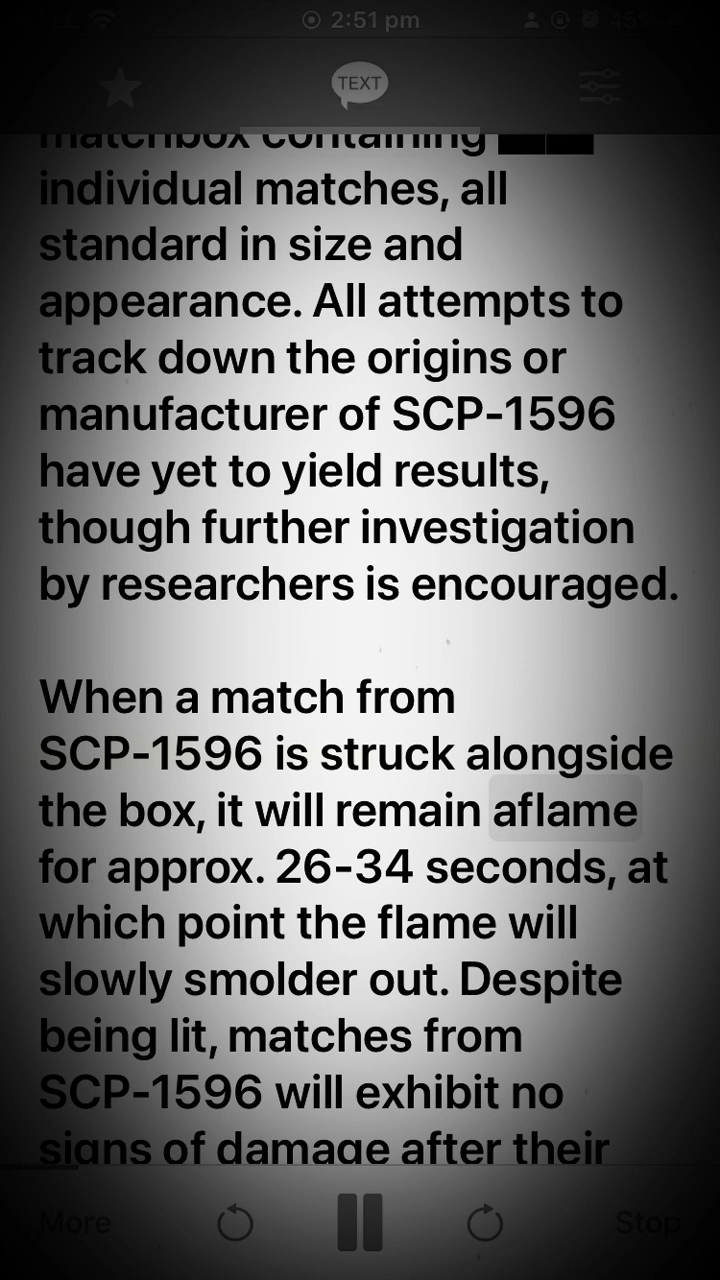 2:51 pm
45%
TEXT
matchbox containing ██
individual matches, all
standard in size and
appearance. All attempts to
track down the origins or
manufacturer of SCP-1596
have yet to yield results,
though further investigation
by researchers is encouraged.
When a match from
SCP-1596 is struck alongside
the box, it will remain aflame
for approx. 26-34 seconds, at
which point the flame will
slowly smolder out. Despite
being lit, matches from
SCP-1596 will exhibit no
signs of damage after their
More
Stop